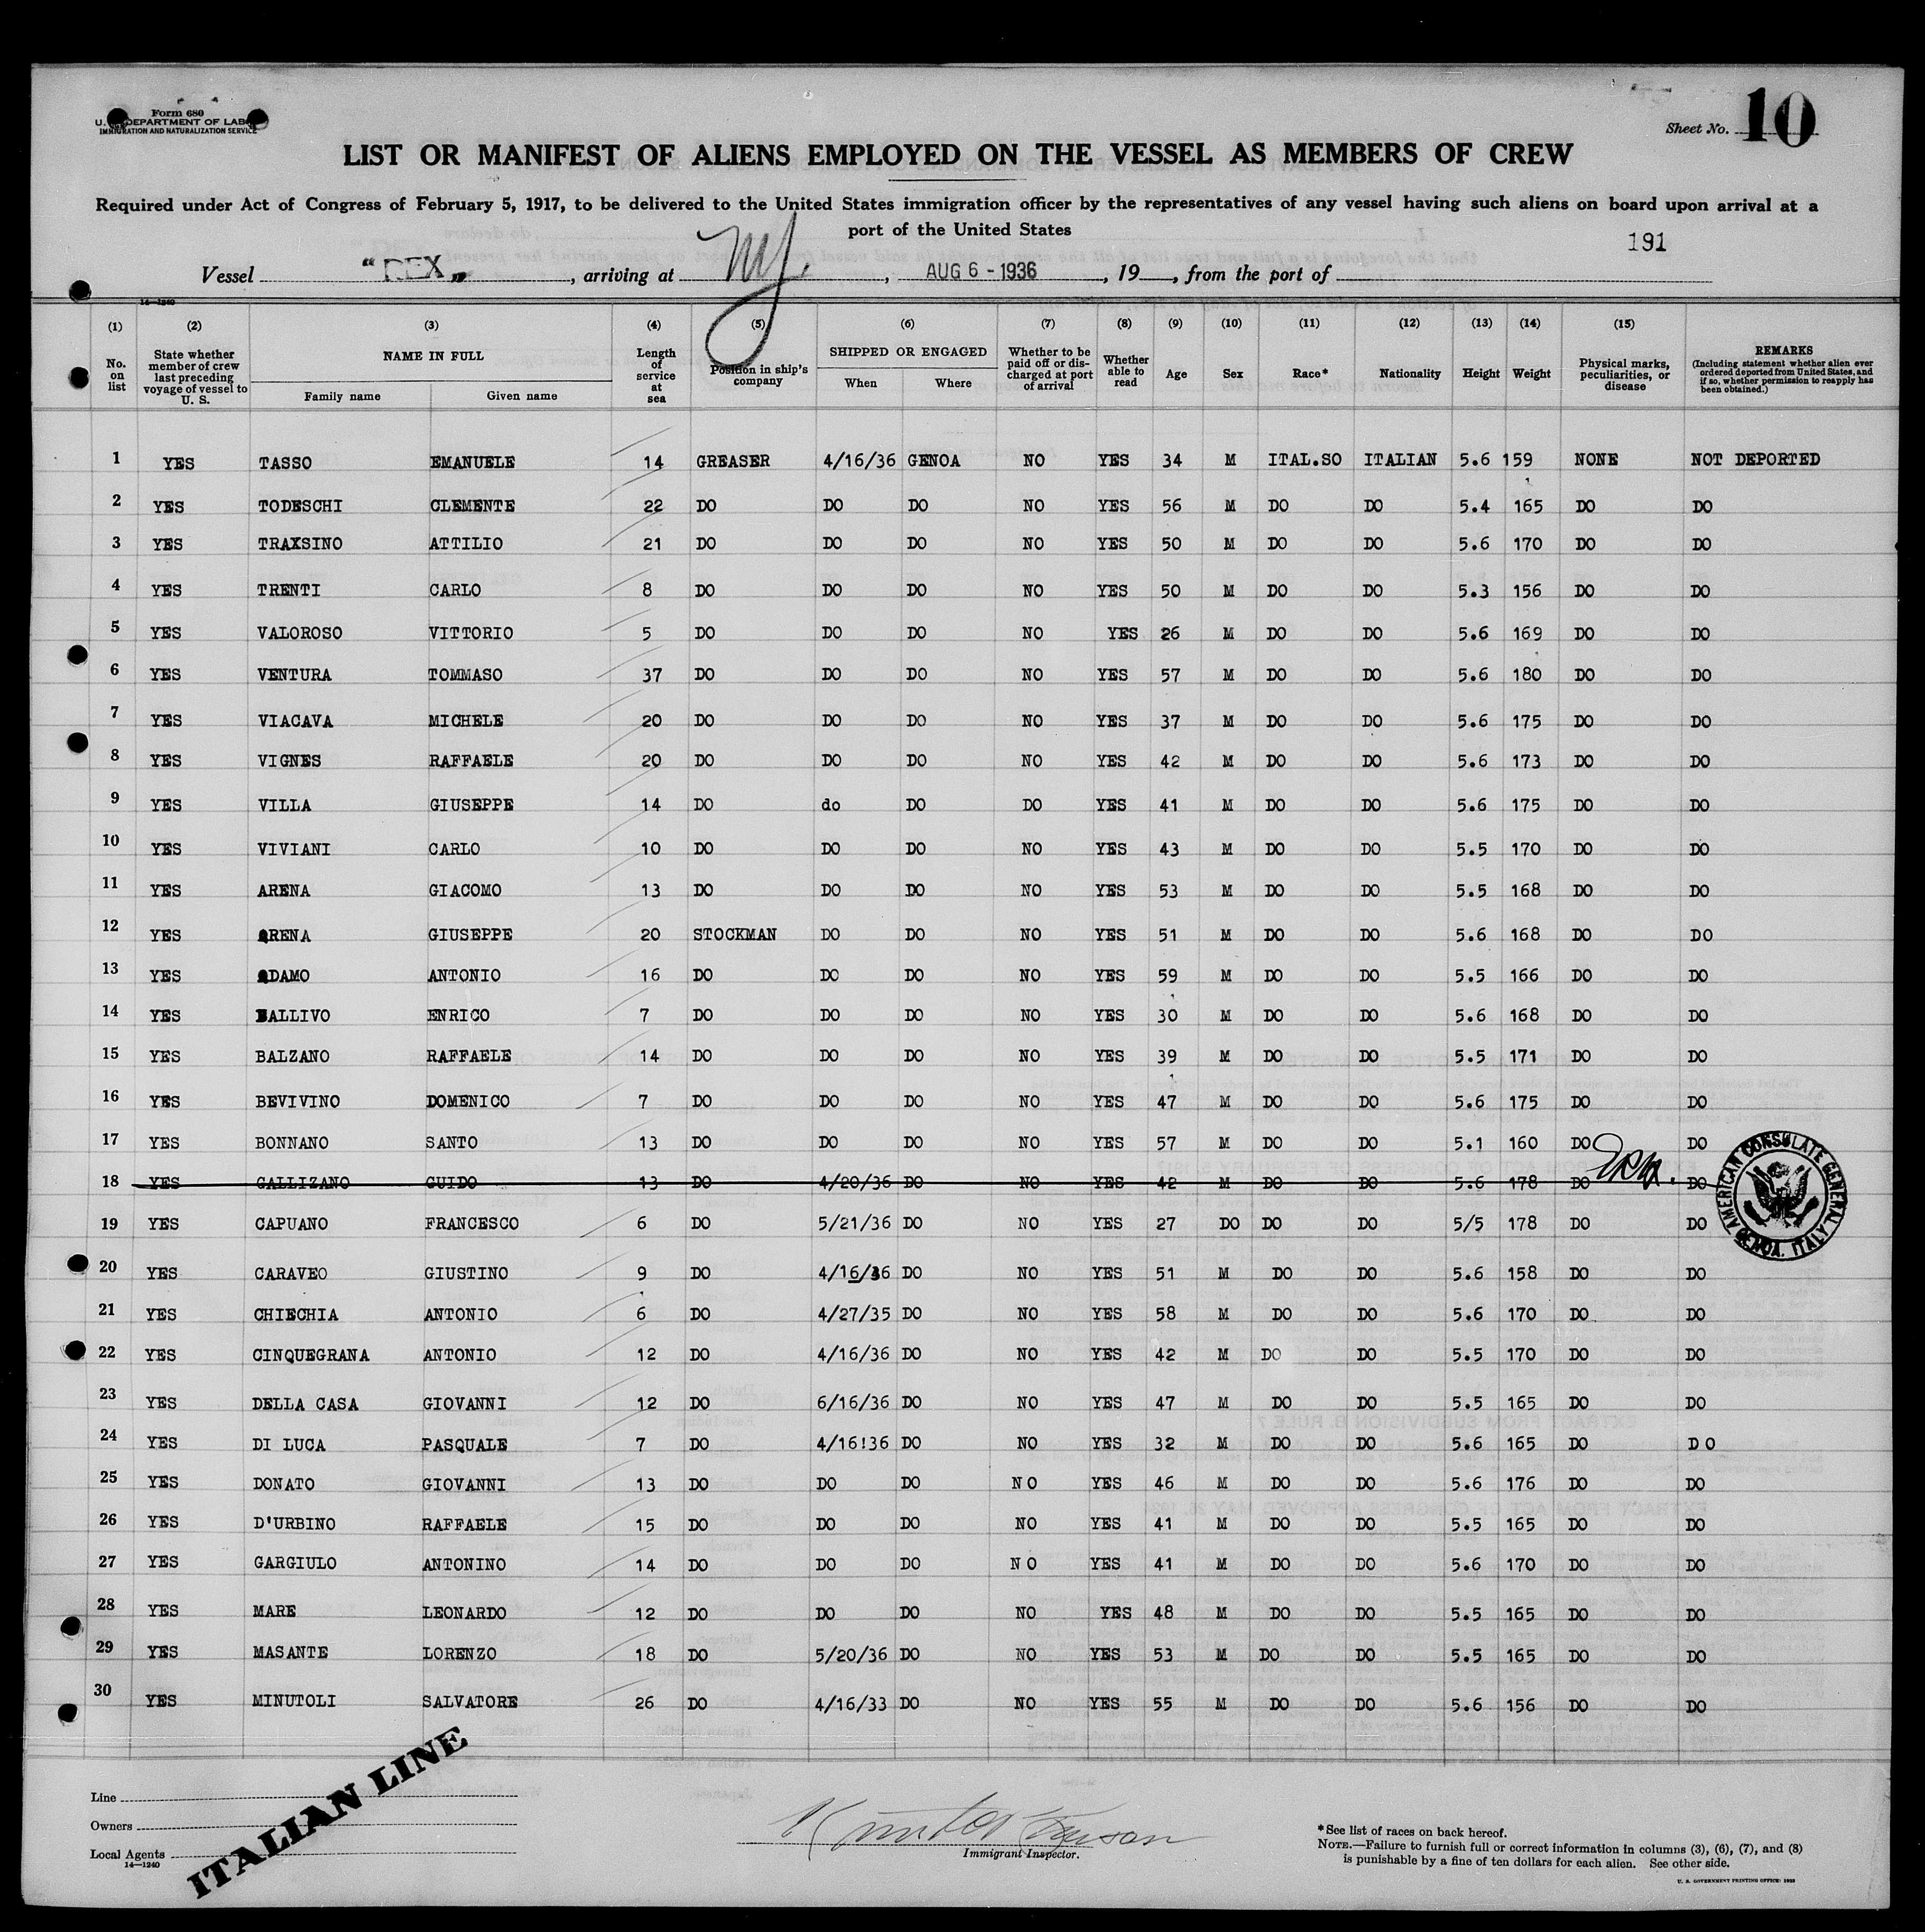 Form 680
U. S. DEPARTMENT OF LABOR
IMMIGRATION AND NATURALIZATION SERVICE
Sheet No. 10
LIST OR MANIFEST OF ALIENS EMPLOYED ON THE VESSEL AS MEMBERS OF CREW
Required under Act of Congress of February 5, 1917, to be delivered to the United States immigration officer by the representatives of any vessel having such aliens on board upon arrival at a
port of the United States
191
Vessel "REX", arriving at NY, AUG 6 - 1936, 19, from the port of
14—1240
(1) (2) (3) (4) (5) (6) (7) (8) (9) (10) (11) (12) (13) (14) (15)
No. on list State whether member of crew last preceding voyage of vessel to U. S. NAME IN FULL Family name Given name Length of service at sea Position in ship's company SHIPPED OR ENGAGED When Where Whether to be paid off or discharged at port of arrival Whether able to read Age Sex Race* Nationality Height Weight Physical marks, peculiarities, or disease REMARKS (Including statement whether alien ever ordered deported from United States, and if so, whether permission to reapply has been obtained.)
1 YES TASSO EMANUELE 14 GREASER 4/16/36 GENOA NO YES 34 M ITAL.SO ITALIAN 5.6 159 NONE NOT DEPORTED
2 YES TODESCHI CLEMENTE 22 DO DO DO NO YES 56 M DO DO 5.4 165 DO DO
3 YES TRAXSINO ATTILIO 21 DO DO DO NO YES 50 M DO DO 5.6 170 DO DO
4 YES TRENTI CARLO 8 DO DO DO NO YES 50 M DO DO 5.3 156 DO DO
5 YES VALOROSO VITTORIO 5 DO DO DO NO YES 26 M DO DO 5.6 169 DO DO
6 YES VENTURA TOMMASO 37 DO DO DO NO YES 57 M DO DO 5.6 180 DO DO
7 YES VIACAVA MICHELE 20 DO DO DO NO YES 37 M DO DO 5.6 175 DO DO
8 YES VIGNES RAFFAELE 20 DO DO DO NO YES 42 M DO DO 5.6 173 DO DO
9 YES VILLA GIUSEPPE 14 DO do DO DO YES 41 M DO DO 5.6 175 DO DO
10 YES VIVIANI CARLO 10 DO DO DO NO YES 43 M DO DO 5.5 170 DO DO
11 YES ARENA GIACOMO 13 DO DO DO NO YES 53 M DO DO 5.5 168 DO DO
12 YES ARENA GIUSEPPE 20 STOCKMAN DO DO NO YES 51 M DO DO 5.6 168 DO DO
13 YES ADAMO ANTONIO 16 DO DO DO NO YES 59 M DO DO 5.5 166 DO DO
14 YES BALLIVO ENRICO 7 DO DO DO NO YES 30 M DO DO 5.6 168 DO DO
15 YES BALZANO RAFFAELE 14 DO DO DO NO YES 39 M DO DO 5.5 171 DO DO
16 YES BEVIVINO DOMENICO 7 DO DO DO NO YES 47 M DO DO 5.6 175 DO DO
17 YES BONNANO SANTO 13 DO DO DO NO YES 57 M DO DO 5.1 160 DO DO
18 YES GALLIZANO GUIDO 13 DO 4/20/36 DO NO YES 42 M DO DO 5.6 178 DO DO
AMERICAN CONSULATE GENERAL GENOA, ITALY
19 YES CAPUANO FRANCESCO 6 DO 5/21/36 DO NO YES 27 DO DO DO 5/5 178 DO DO
20 YES CARAVEO GIUSTINO 9 DO 4/16/36 DO NO YES 51 M DO DO 5.6 158 DO DO
21 YES CHIECHIA ANTONIO 6 DO 4/27/35 DO NO YES 58 M DO DO 5.6 170 DO DO
22 YES CINQUEGRANA ANTONIO 12 DO 4/16/36 DO NO YES 42 M DO DO 5.5 170 DO DO
23 YES DELLA CASA GIOVANNI 12 DO 6/16/36 DO NO YES 47 M DO DO 5.5 165 DO DO
24 YES DI LUCA PASQUALE 7 DO 4/16!36 DO NO YES 32 M DO DO 5.6 165 DO D O
25 YES DONATO GIOVANNI 13 DO DO DO N O YES 46 M DO DO 5.6 176 DO DO
26 YES D'URBINO RAFFAELE 15 DO DO DO NO YES 41 M DO DO 5.5 165 DO DO
27 YES GARGIULO ANTONINO 14 DO DO DO N O YES 41 M DO DO 5.6 170 DO DO
28 YES MARE LEONARDO 12 DO DO DO NO YES 48 M DO DO 5.5 165 DO DO
29 YES MASANTE LORENZO 18 DO 5/20/36 DO NO YES 53 M DO DO 5.5 165 DO DO
30 YES MINUTOLI SALVATORE 26 DO 4/16/33 DO NO YES 55 M DO DO 5.6 156 DO DO
Line
Owners
Local Agents
14—1240
ITALIAN LINE
Immigrant Inspector.
*See list of races on back hereof.
NOTE.—Failure to furnish full or correct information in columns (3), (6), (7), and (8)
is punishable by a fine of ten dollars for each alien. See other side.
U. S. GOVERNMENT PRINTING OFFICE: